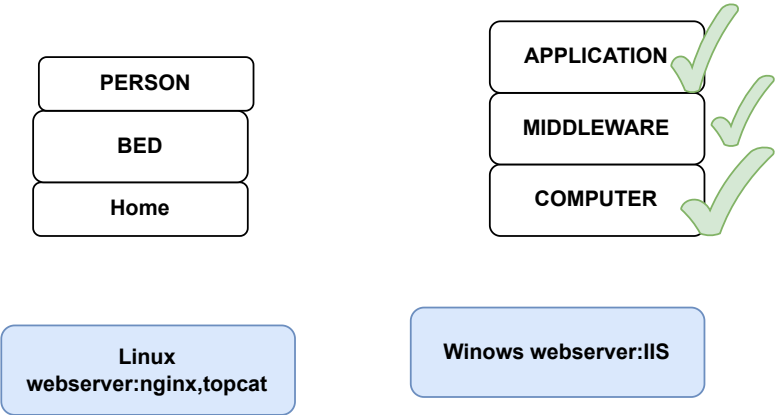 PERSON
BED
Home
APPLICATION
MIDDLEWARE
COMPUTER
Linux
webserver:nginx,topcat
Winows webserver:IIS